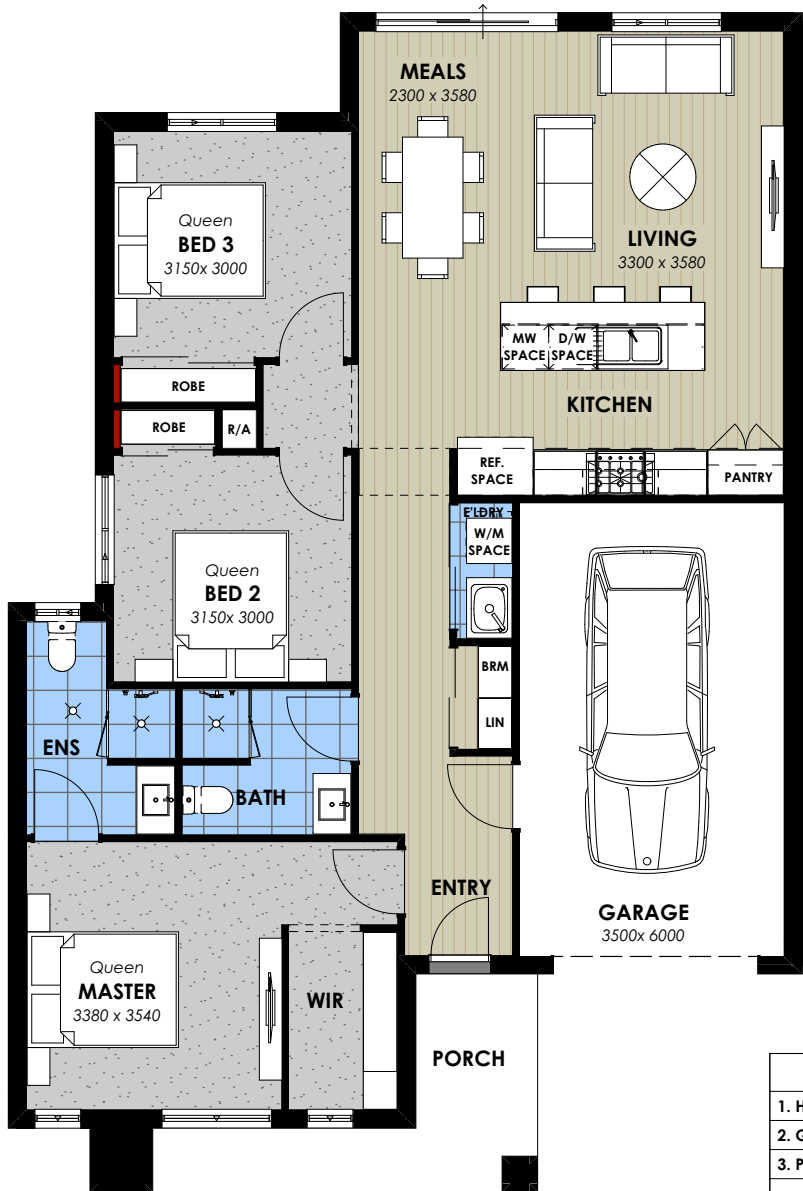 MEALS
2300 x 3580
Queen
BED 3
3150x 3000
LIVING
3300 x 3580
MW
SPACE
D/W
SPACE
ROBE
ROBE
R/A
KITCHEN
REF.
SPACE
PANTRY
E'LDRY
W/M
SPACE
Queen
BED 2
3150x 3000
BRM
LIN
ENS
BATH
ENTRY
GARAGE
3500x 6000
Queen
MASTER
3380 x 3540
WIR
PORCH
1. H
2. G
3. P